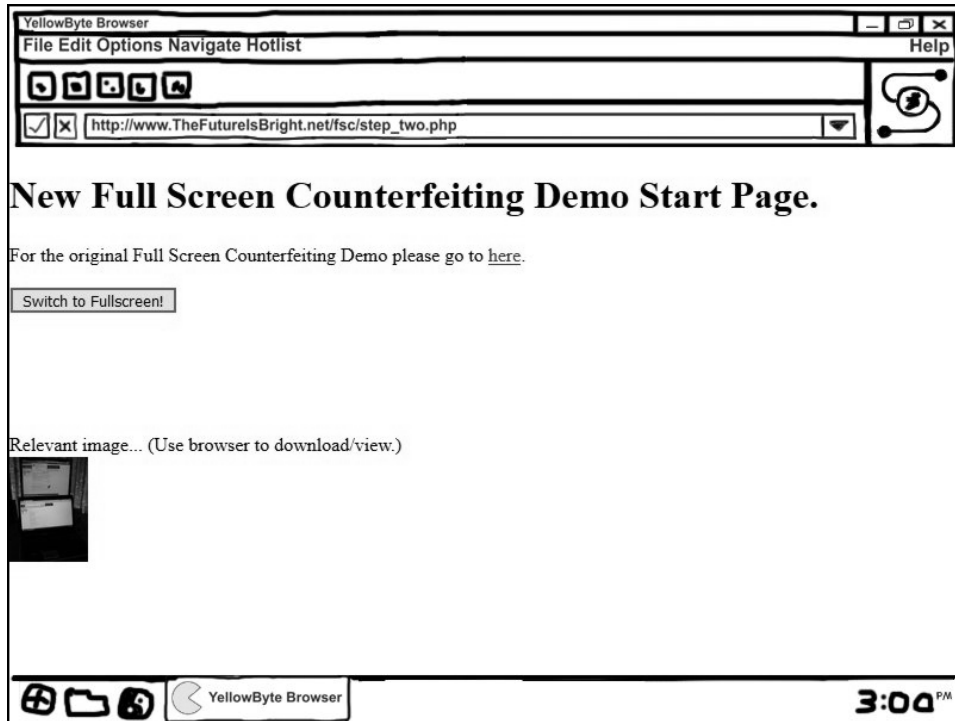 YellowByte Browser
File Edit Options Navigate Hotlist Help
http://www.TheFutureIsBright.net/fsc/step_two.php
New Full Screen Counterfeiting Demo Start Page.
For the original Full Screen Counterfeiting Demo please go to here.
Switch to Fullscreen!
Relevant image... (Use browser to download/view.)
YellowByte Browser 3:00 PM